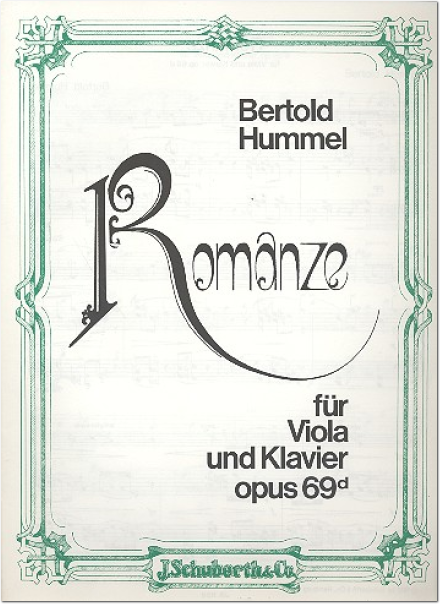 Bertold
Hummel
Romanze
für
Viola
und Klavier
opus 69d
J. Schuberth & Co.